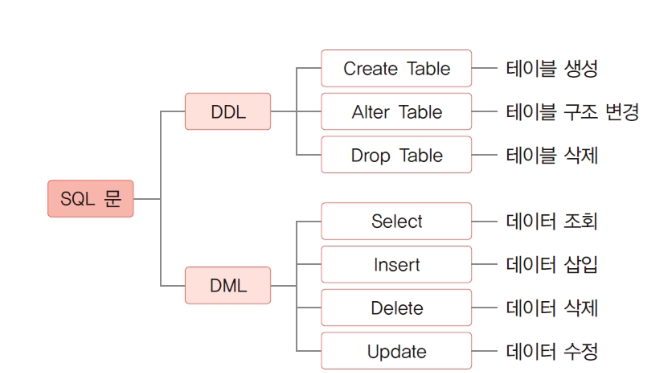 SQL 문
DDL
Create Table 테이블 생성
Alter Table 테이블 구조 변경
Drop Table 테이블 삭제
DML
Select 데이터 조회
Insert 데이터 삽입
Delete 데이터 삭제
Update 데이터 수정